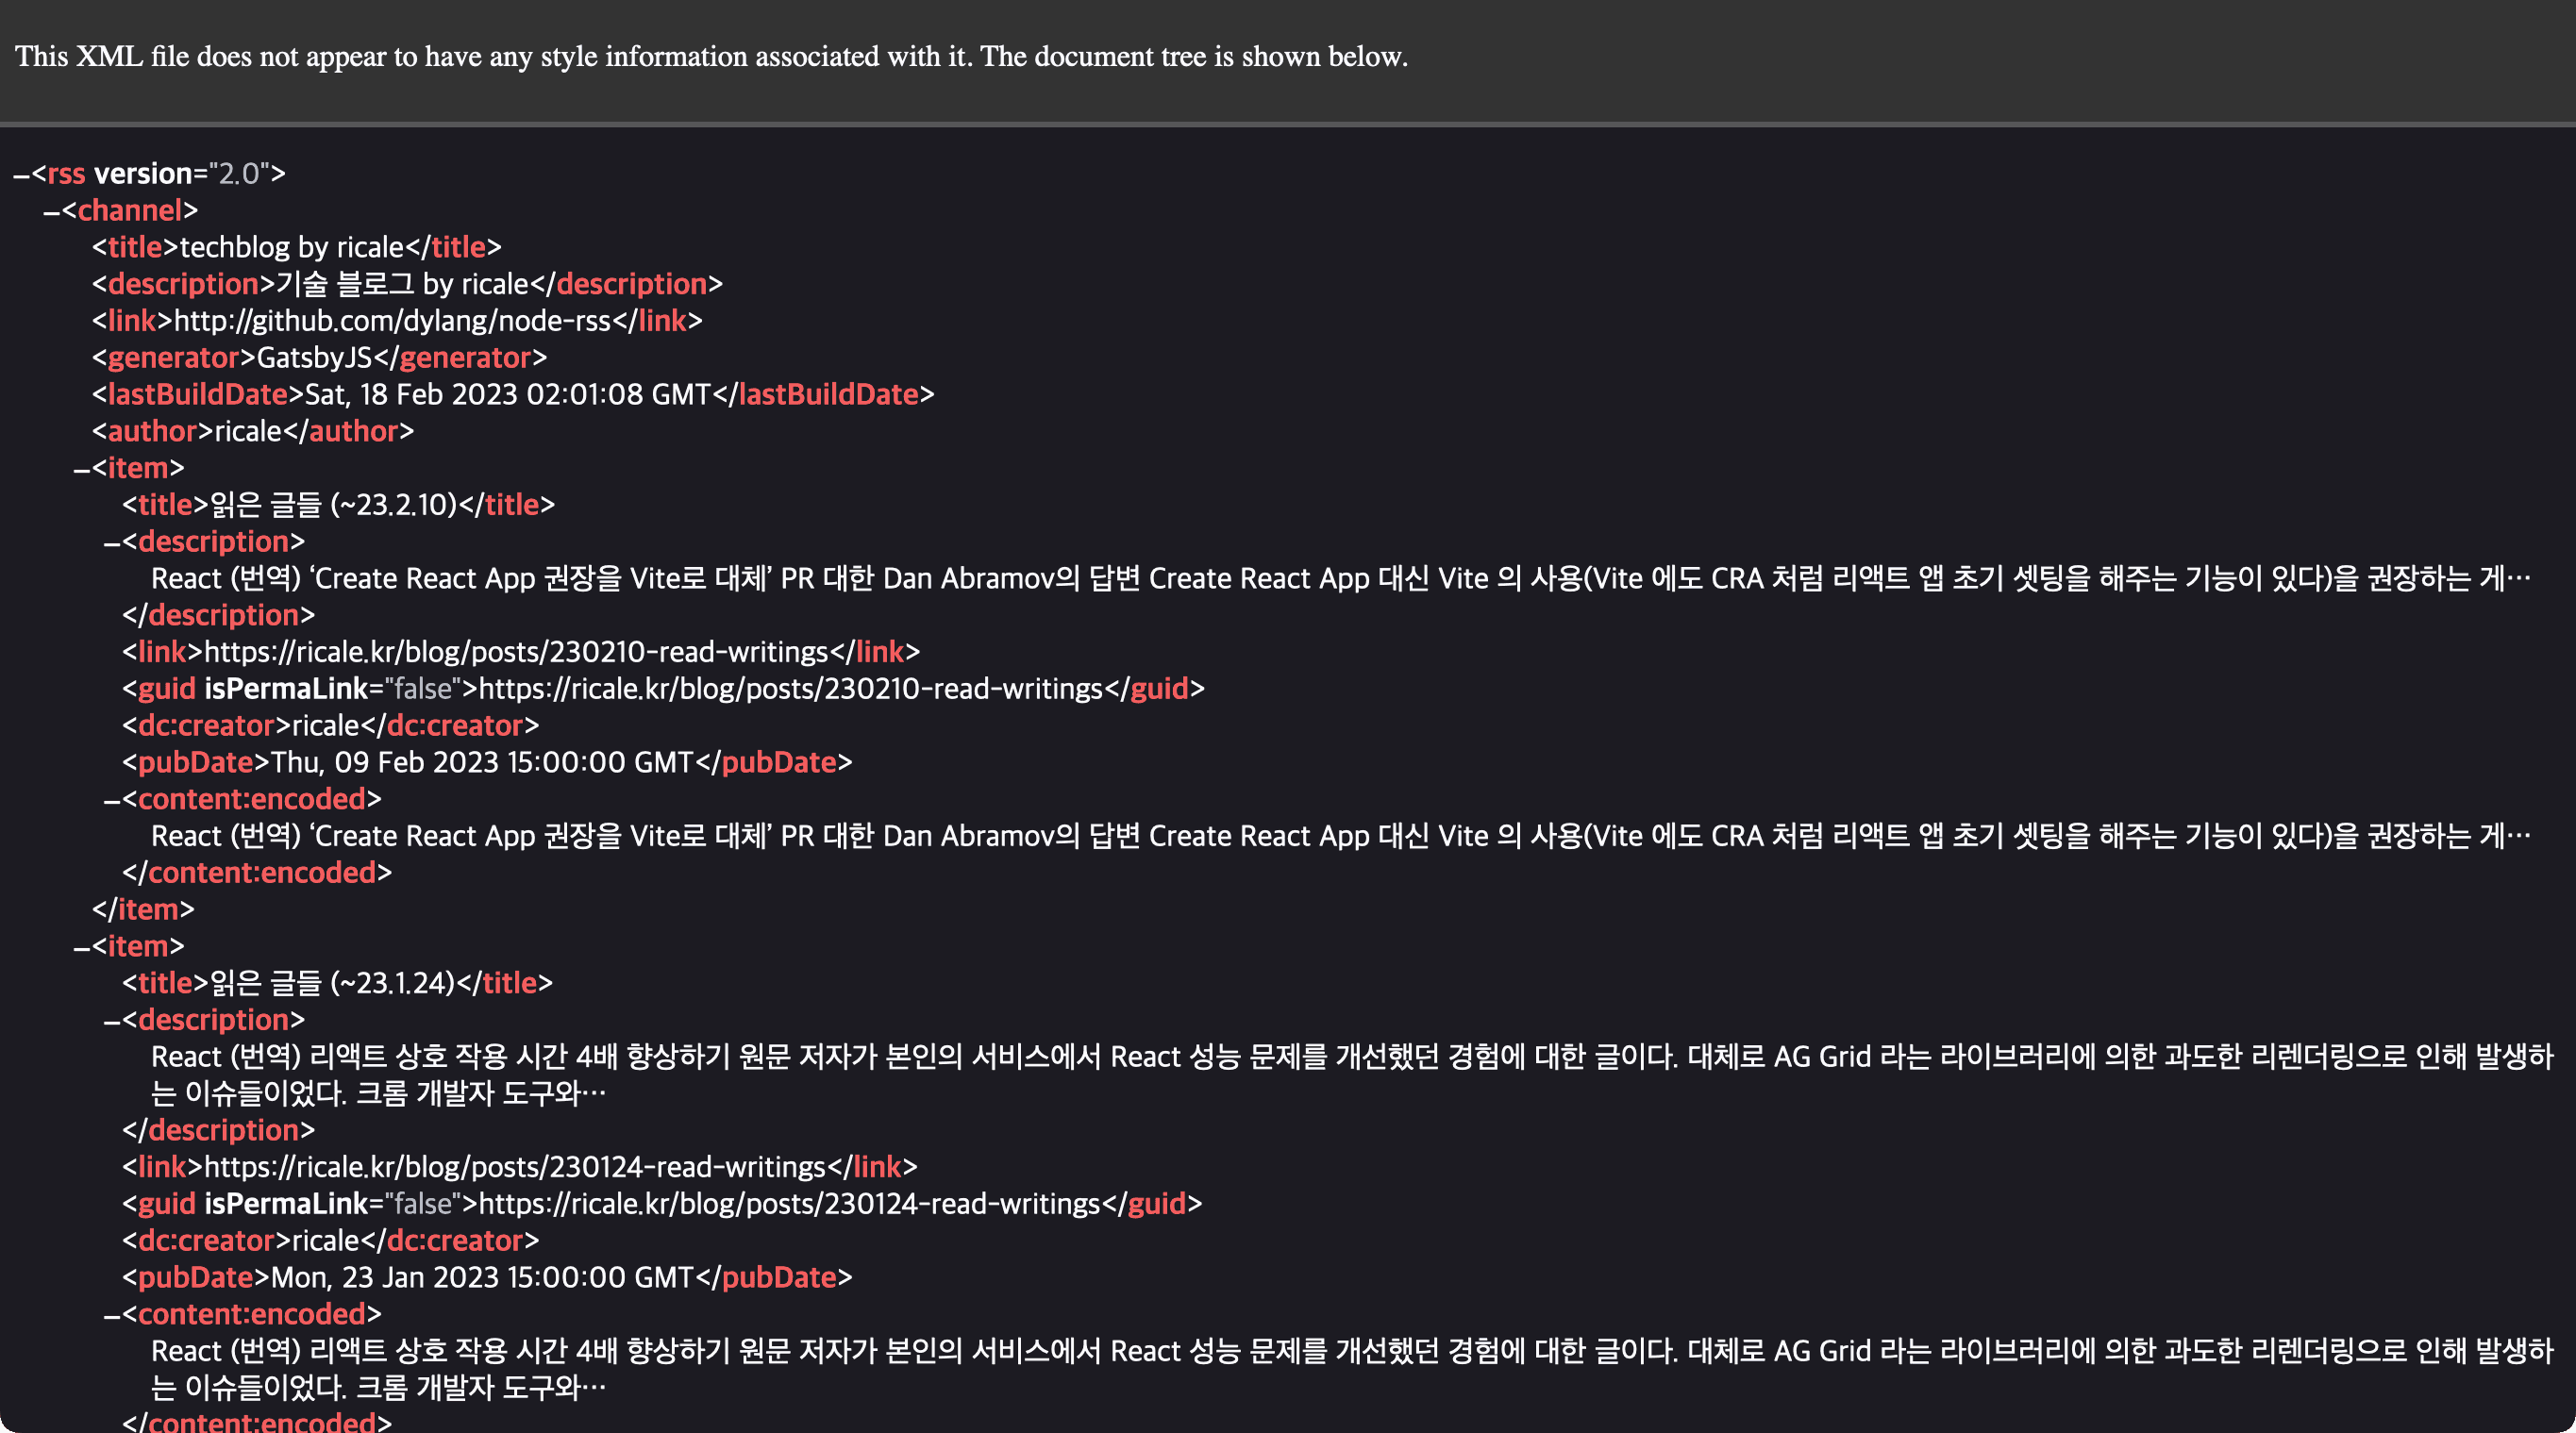 This XML file does not appear to have any style information associated with it. The document tree is shown below.
–<rss version="2.0">
–<channel>
<title>techblog by ricale</title>
<description>기술 블로그 by ricale</description>
<link>http://github.com/dylang/node-rss</link>
<generator>GatsbyJS</generator>
<lastBuildDate>Sat, 18 Feb 2023 02:01:08 GMT</lastBuildDate>
<author>ricale</author>
–<item>
<title>읽은 글들 (~23.2.10)</title>
–<description>
React (번역) ‘Create React App 권장을 Vite로 대체’ PR 대한 Dan Abramov의 답변 Create React App 대신 Vite 의 사용(Vite 에도 CRA 처럼 리액트 앱 초기 셋팅을 해주는 기능이 있다)을 권장하는 게…
</description>
<link>https://ricale.kr/blog/posts/230210-read-writings</link>
<guid isPermaLink="false">https://ricale.kr/blog/posts/230210-read-writings</guid>
<dc:creator>ricale</dc:creator>
<pubDate>Thu, 09 Feb 2023 15:00:00 GMT</pubDate>
–<content:encoded>
React (번역) ‘Create React App 권장을 Vite로 대체’ PR 대한 Dan Abramov의 답변 Create React App 대신 Vite 의 사용(Vite 에도 CRA 처럼 리액트 앱 초기 셋팅을 해주는 기능이 있다)을 권장하는 게…
</content:encoded>
</item>
–<item>
<title>읽은 글들 (~23.1.24)</title>
–<description>
React (번역) 리액트 상호 작용 시간 4배 향상하기 원문 저자가 본인의 서비스에서 React 성능 문제를 개선했던 경험에 대한 글이다. 대체로 AG Grid 라는 라이브러리에 의한 과도한 리렌더링으로 인해 발생하
는 이슈들이었다. 크롬 개발자 도구와…
</description>
<link>https://ricale.kr/blog/posts/230124-read-writings</link>
<guid isPermaLink="false">https://ricale.kr/blog/posts/230124-read-writings</guid>
<dc:creator>ricale</dc:creator>
<pubDate>Mon, 23 Jan 2023 15:00:00 GMT</pubDate>
–<content:encoded>
React (번역) 리액트 상호 작용 시간 4배 향상하기 원문 저자가 본인의 서비스에서 React 성능 문제를 개선했던 경험에 대한 글이다. 대체로 AG Grid 라는 라이브러리에 의한 과도한 리렌더링으로 인해 발생하
는 이슈들이었다. 크롬 개발자 도구와…
</content:encoded>